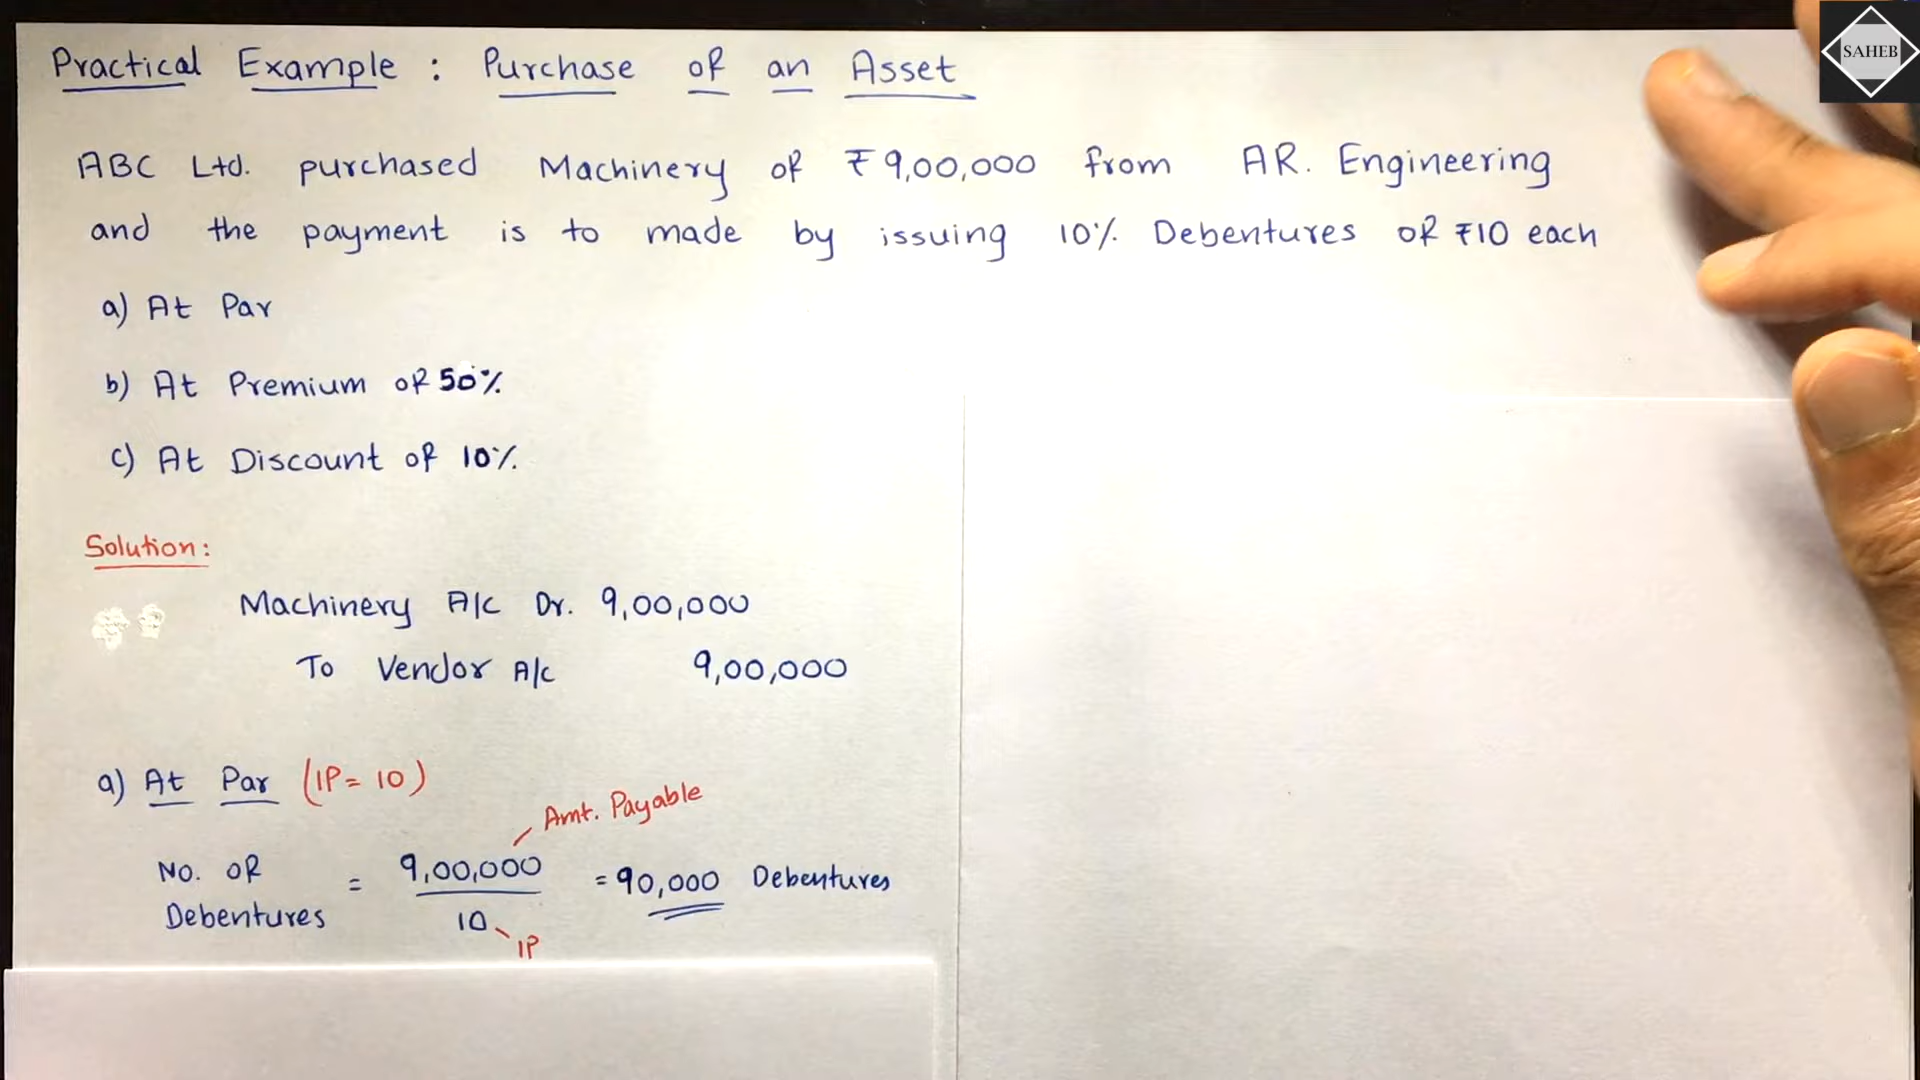 Practical Example : Purchase of an Asset
SAHEB
ABC Ltd. purchased Machinery of ₹9,00,000 from AR. Engineering
and the payment is to made by issuing 10% Debentures of ₹10 each
a) At Par
b) At Premium of 50%
c) At Discount of 10%
Solution:
Machinery A/c Dr. 9,00,000
To Vendor A/c 9,00,000
a) At Par (IP= 10)
Amt. Payable
No. of Debentures = 9,00,000 / 10 = 90,000 Debentures
IP